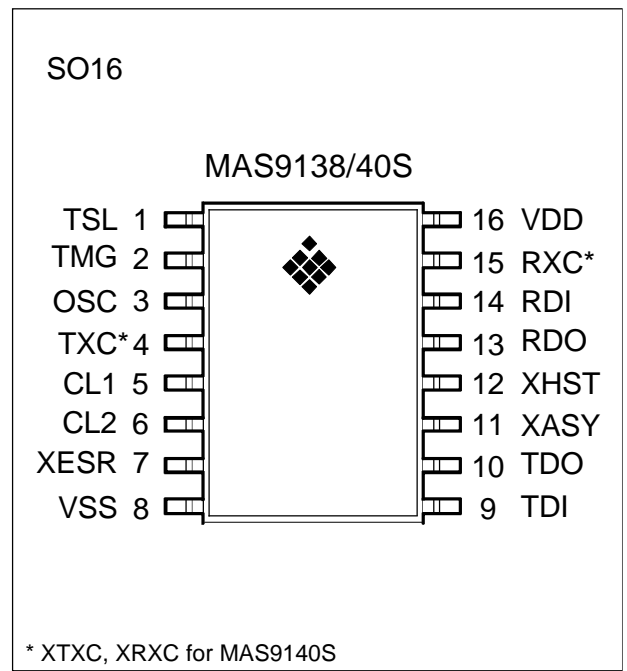 SO16
MAS9138/40S
TSL 1 16 VDD
TMG 2 15 RXC*
OSC 3 14 RDI
TXC* 4 13 RDO
CL1 5 12 XHST
CL2 6 11 XASY
XESR 7 10 TDO
VSS 8 9 TDI
* XTXC, XRXC for MAS9140S